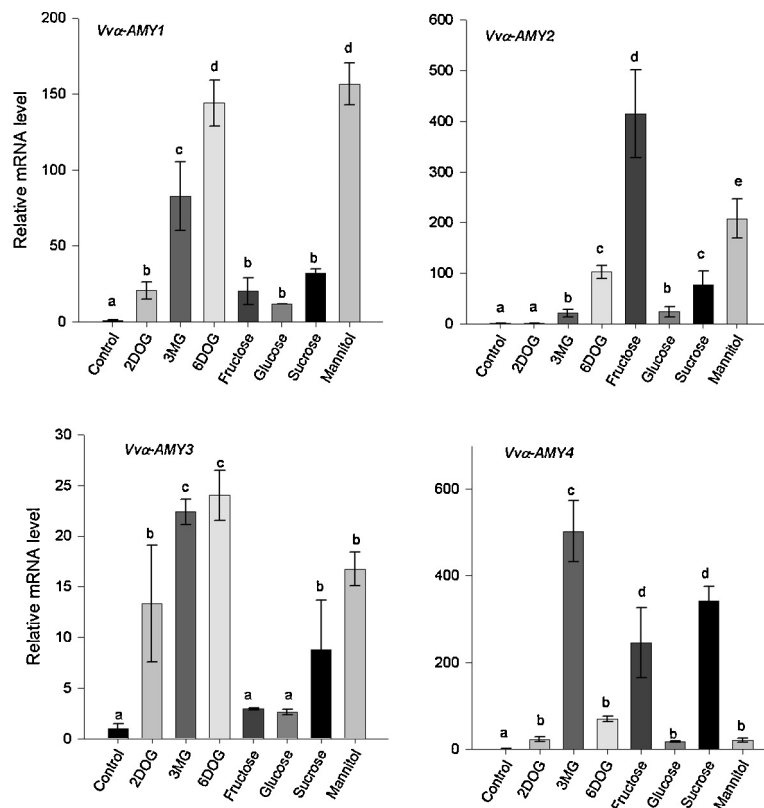 Vvα-AMY1
Relative mRNA level
200
150
100
50
0
a
b
c
d
b
b
b
d
Control
2DOG
3MG
6DOG
Fructose
Glucose
Sucrose
Mannitol
Vvα-AMY2
600
500
400
300
200
100
0
a
a
b
c
d
b
c
e
Control
2DOG
3MG
6DOG
Fructose
Glucose
Sucrose
Mannitol
Vvα-AMY3
Relative mRNA level
30
25
20
15
10
5
0
a
b
c
c
a
a
b
b
Control
2DOG
3MG
6DOG
Fructose
Glucose
Sucrose
Mannitol
Vvα-AMY4
600
400
200
0
a
b
c
b
d
b
d
b
Control
2DOG
3MG
6DOG
Fructose
Glucose
Sucrose
Mannitol